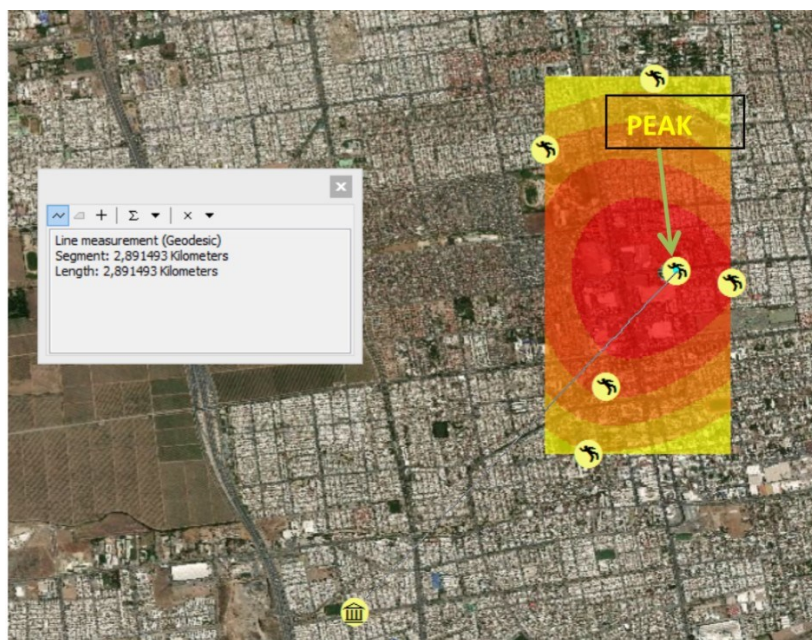 PEAK
Line measurement (Geodesic)
Segment: 2,891493 Kilometers
Length: 2,891493 Kilometers